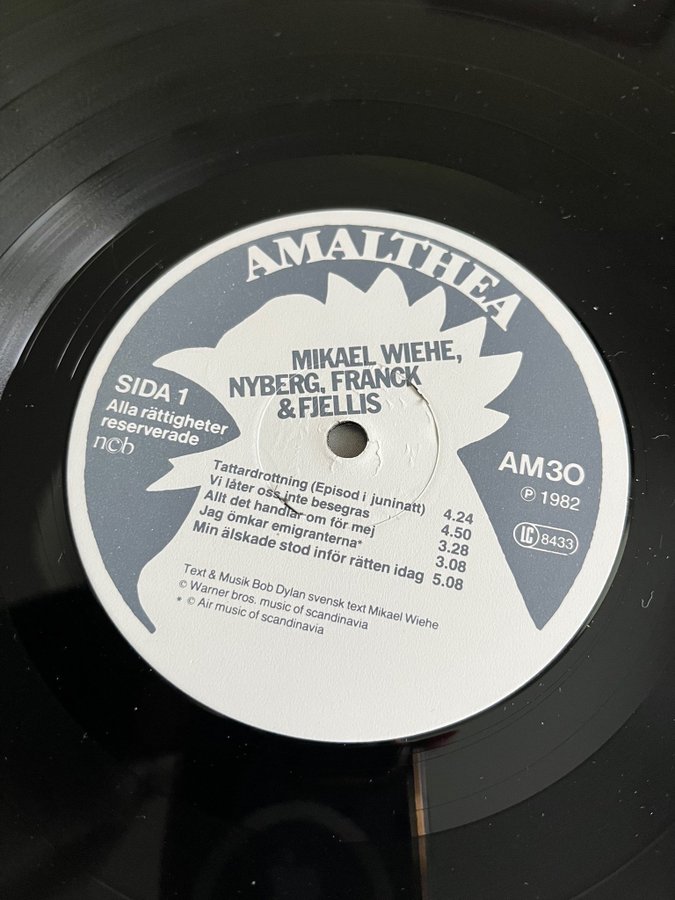 AMALTHEA
MIKAEL WIEHE,
NYBERG, FRANCK
& FJELLIS
SIDA 1
Alla rättigheter
reserverade
n©b
AM30
Ⓟ 1982
LC 8433
Tattardrottning (Episod i juninatt) 4.24
Vi låter oss inte besegras 4.50
Allt det handlar om för mej 3.28
Jag ömkar emigranterna* 3.08
Min älskade stod inför rätten idag 5.08
Text & Musik Bob Dylan svensk text Mikael Wiehe
© Warner bros. music of scandinavia
* © Air music of scandinavia